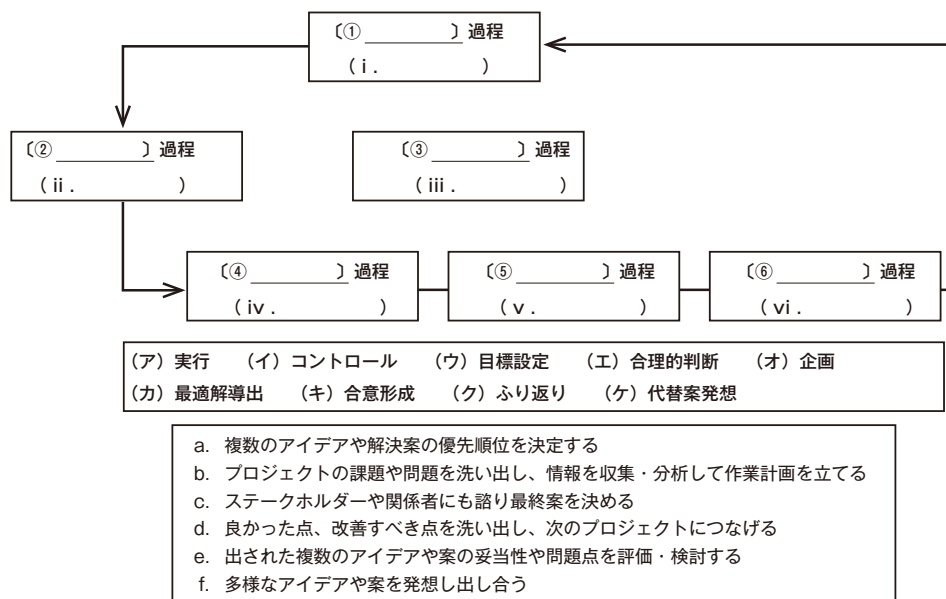 〔① ＿＿＿＿〕過程
（ⅰ. ）
〔② ＿＿＿＿〕過程
（ⅱ. ）
〔③ ＿＿＿＿〕過程
（ⅲ. ）
〔④ ＿＿＿＿〕過程
（ⅳ. ）
〔⑤ ＿＿＿＿〕過程
（ⅴ. ）
〔⑥ ＿＿＿＿〕過程
（ⅵ. ）
（ア）実行 （イ）コントロール （ウ）目標設定 （エ）合理的判断 （オ）企画
（カ）最適解導出 （キ）合意形成 （ク）ふり返り （ケ）代替案発想
a. 複数のアイデアや解決案の優先順位を決定する
b. プロジェクトの課題や問題を洗い出し、情報を収集・分析して作業計画を立てる
c. ステークホルダーや関係者にも諮り最終案を決める
d. 良かった点、改善すべき点を洗い出し、次のプロジェクトにつなげる
e. 出された複数のアイデアや案の妥当性や問題点を評価・検討する
f. 多様なアイデアや案を発想し出し合う